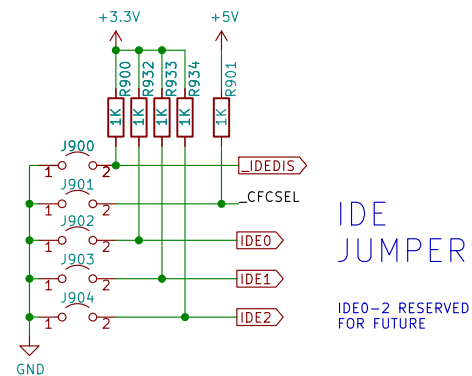 +3.3V +5V
R900 R932 R933 R934 R901
1K 1K 1K 1K 1K
J900
1 2 _IDEDIS
J901
1 2 _CFCSEL
J902
1 2 IDE0
J903
1 2 IDE1
J904
1 2 IDE2
GND
IDE
JUMPER
IDE0-2 RESERVED
FOR FUTURE